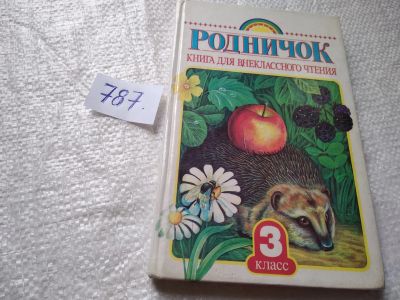 РОДНИЧОК
КНИГА ДЛЯ ВНЕКЛАССНОГО ЧТЕНИЯ
787.
3
КЛАСС